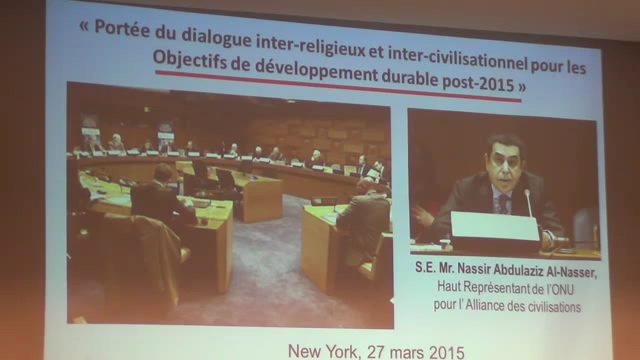 « Portée du dialogue inter-religieux et inter-civilisationnel pour les
Objectifs de développement durable post-2015 »
S.E. Mr. Nassir Abdulaziz Al-Nasser,
Haut Représentant de l'ONU
pour l' Alliance des civilisations
New York, 27 mars 2015